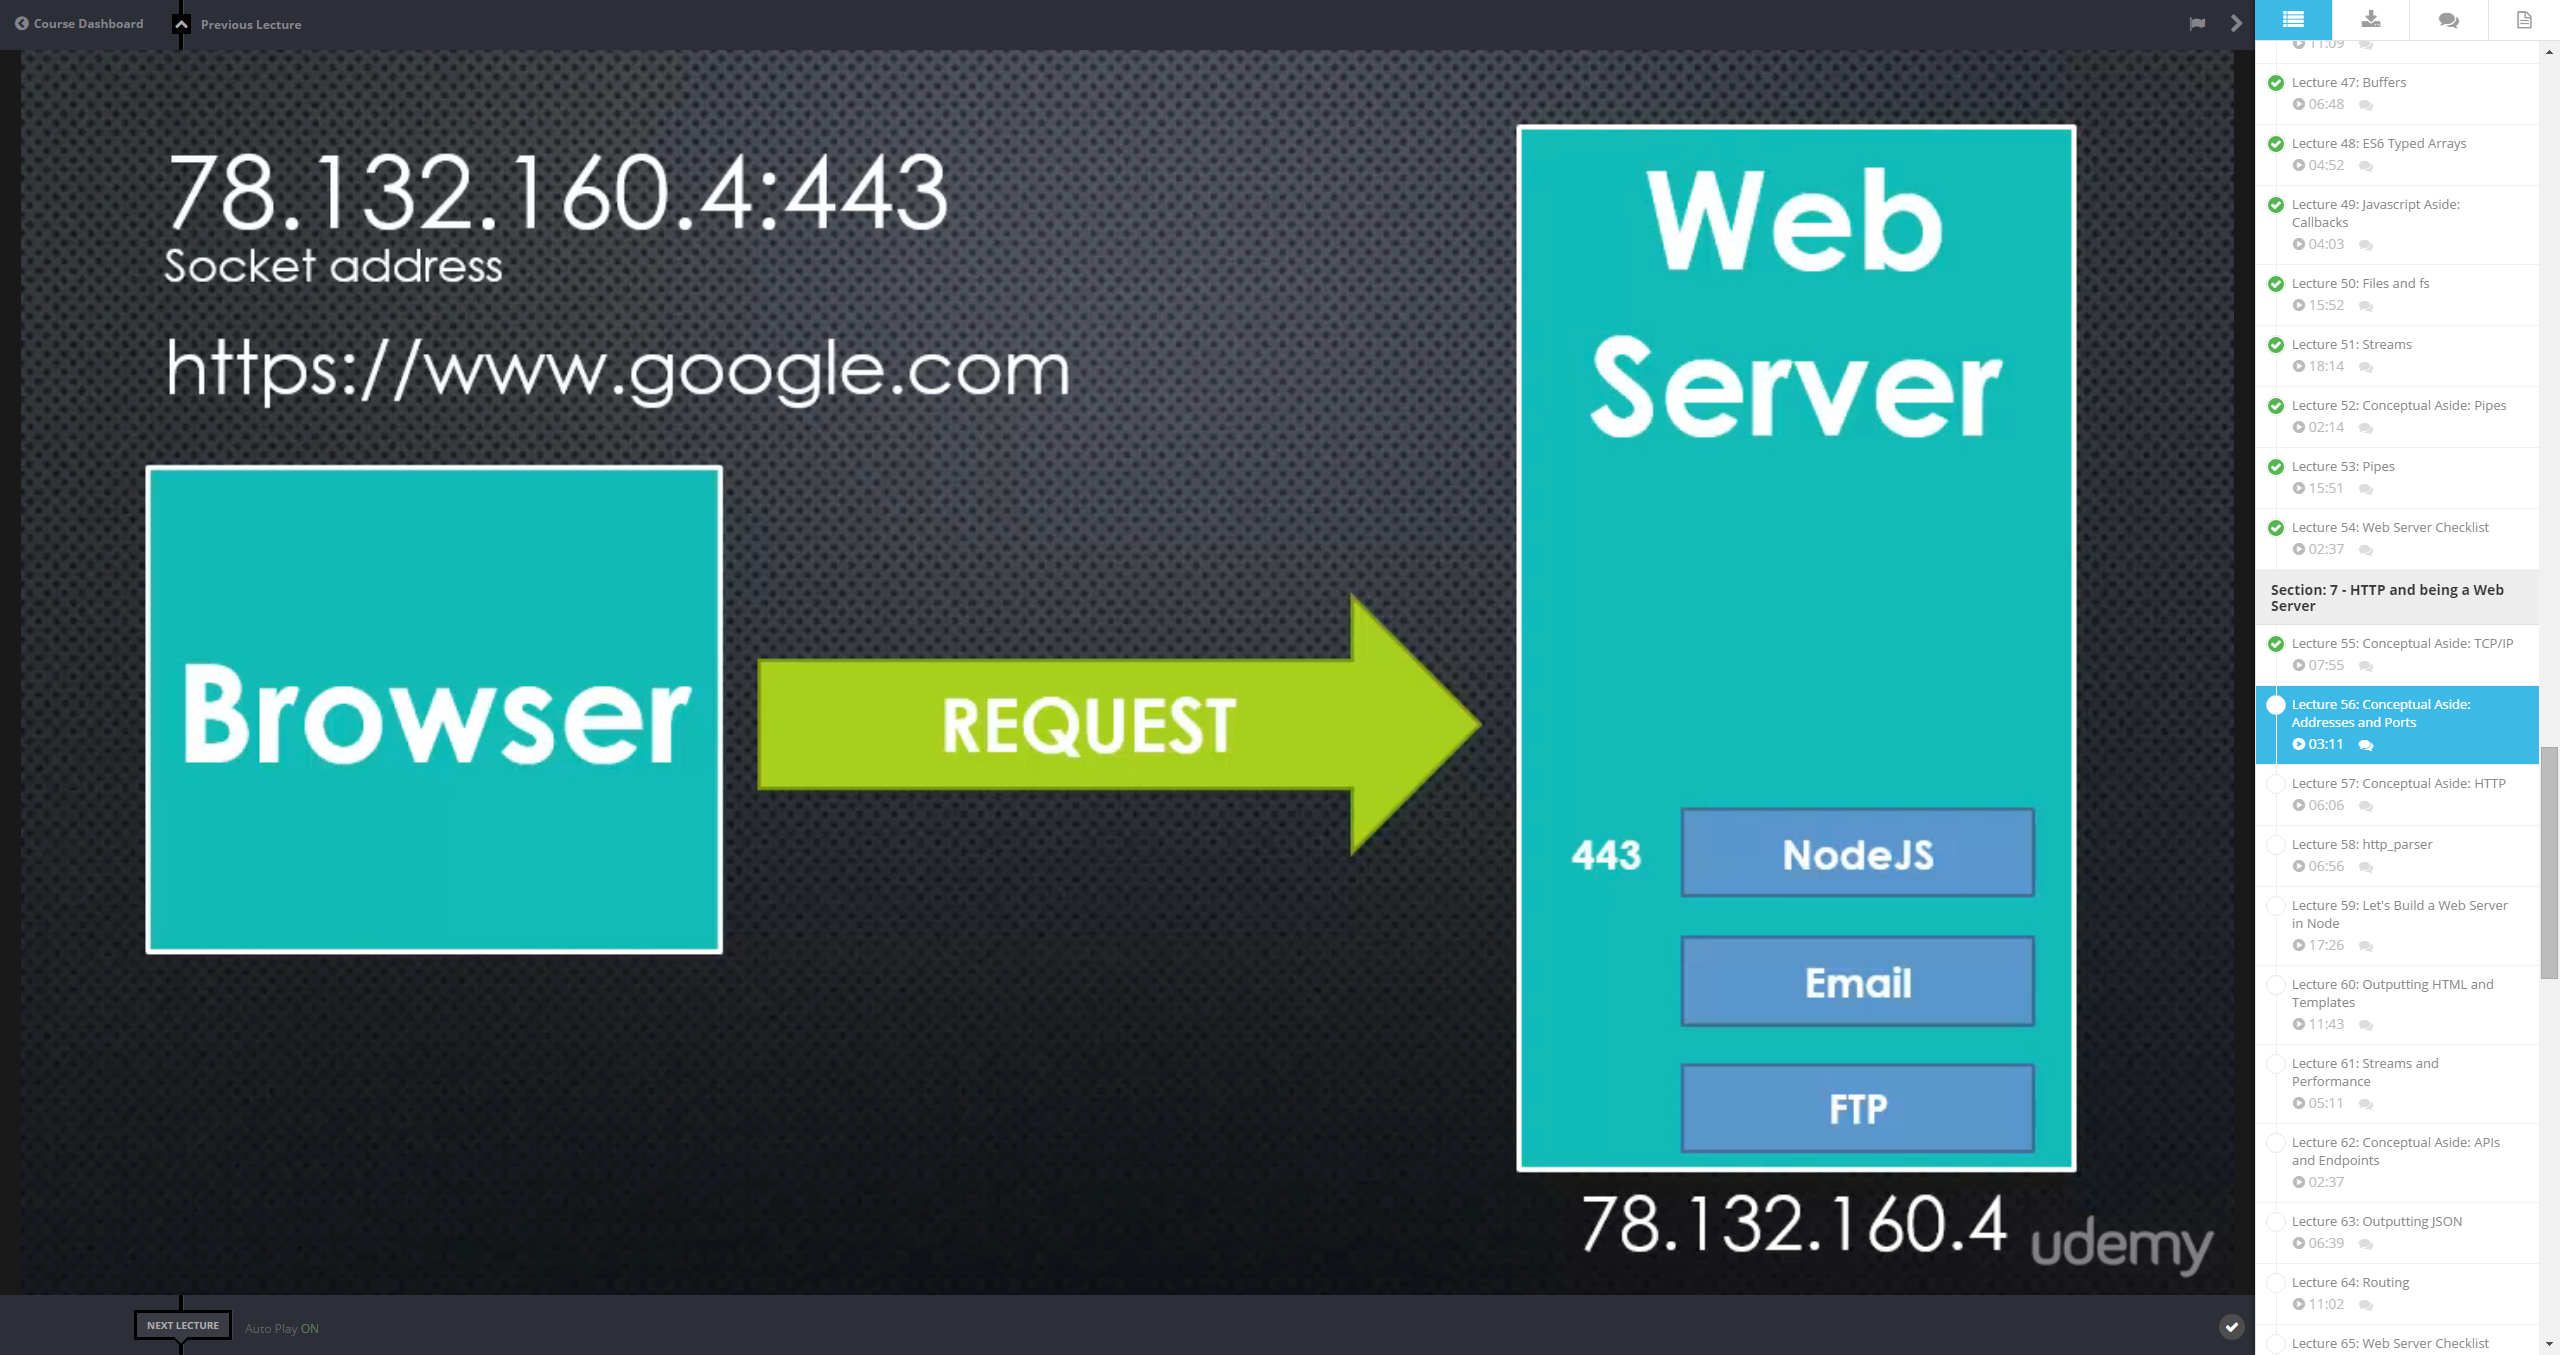 Course Dashboard
Previous Lecture
78.132.160.4:443
Socket address
https://www.google.com
Browser
REQUEST
Web
Server
443
NodeJS
Email
FTP
78.132.160.4
udemy
NEXT LECTURE
Auto Play ON
11:09
Lecture 47: Buffers
06:48
Lecture 48: ES6 Typed Arrays
04:52
Lecture 49: Javascript Aside:
Callbacks
04:03
Lecture 50: Files and fs
15:52
Lecture 51: Streams
18:14
Lecture 52: Conceptual Aside: Pipes
02:14
Lecture 53: Pipes
15:51
Lecture 54: Web Server Checklist
02:37
Section: 7 - HTTP and being a Web
Server
Lecture 55: Conceptual Aside: TCP/IP
07:55
Lecture 56: Conceptual Aside:
Addresses and Ports
03:11
Lecture 57: Conceptual Aside: HTTP
06:06
Lecture 58: http_parser
06:56
Lecture 59: Let's Build a Web Server
in Node
17:26
Lecture 60: Outputting HTML and
Templates
11:43
Lecture 61: Streams and
Performance
05:11
Lecture 62: Conceptual Aside: APIs
and Endpoints
02:37
Lecture 63: Outputting JSON
06:39
Lecture 64: Routing
11:02
Lecture 65: Web Server Checklist